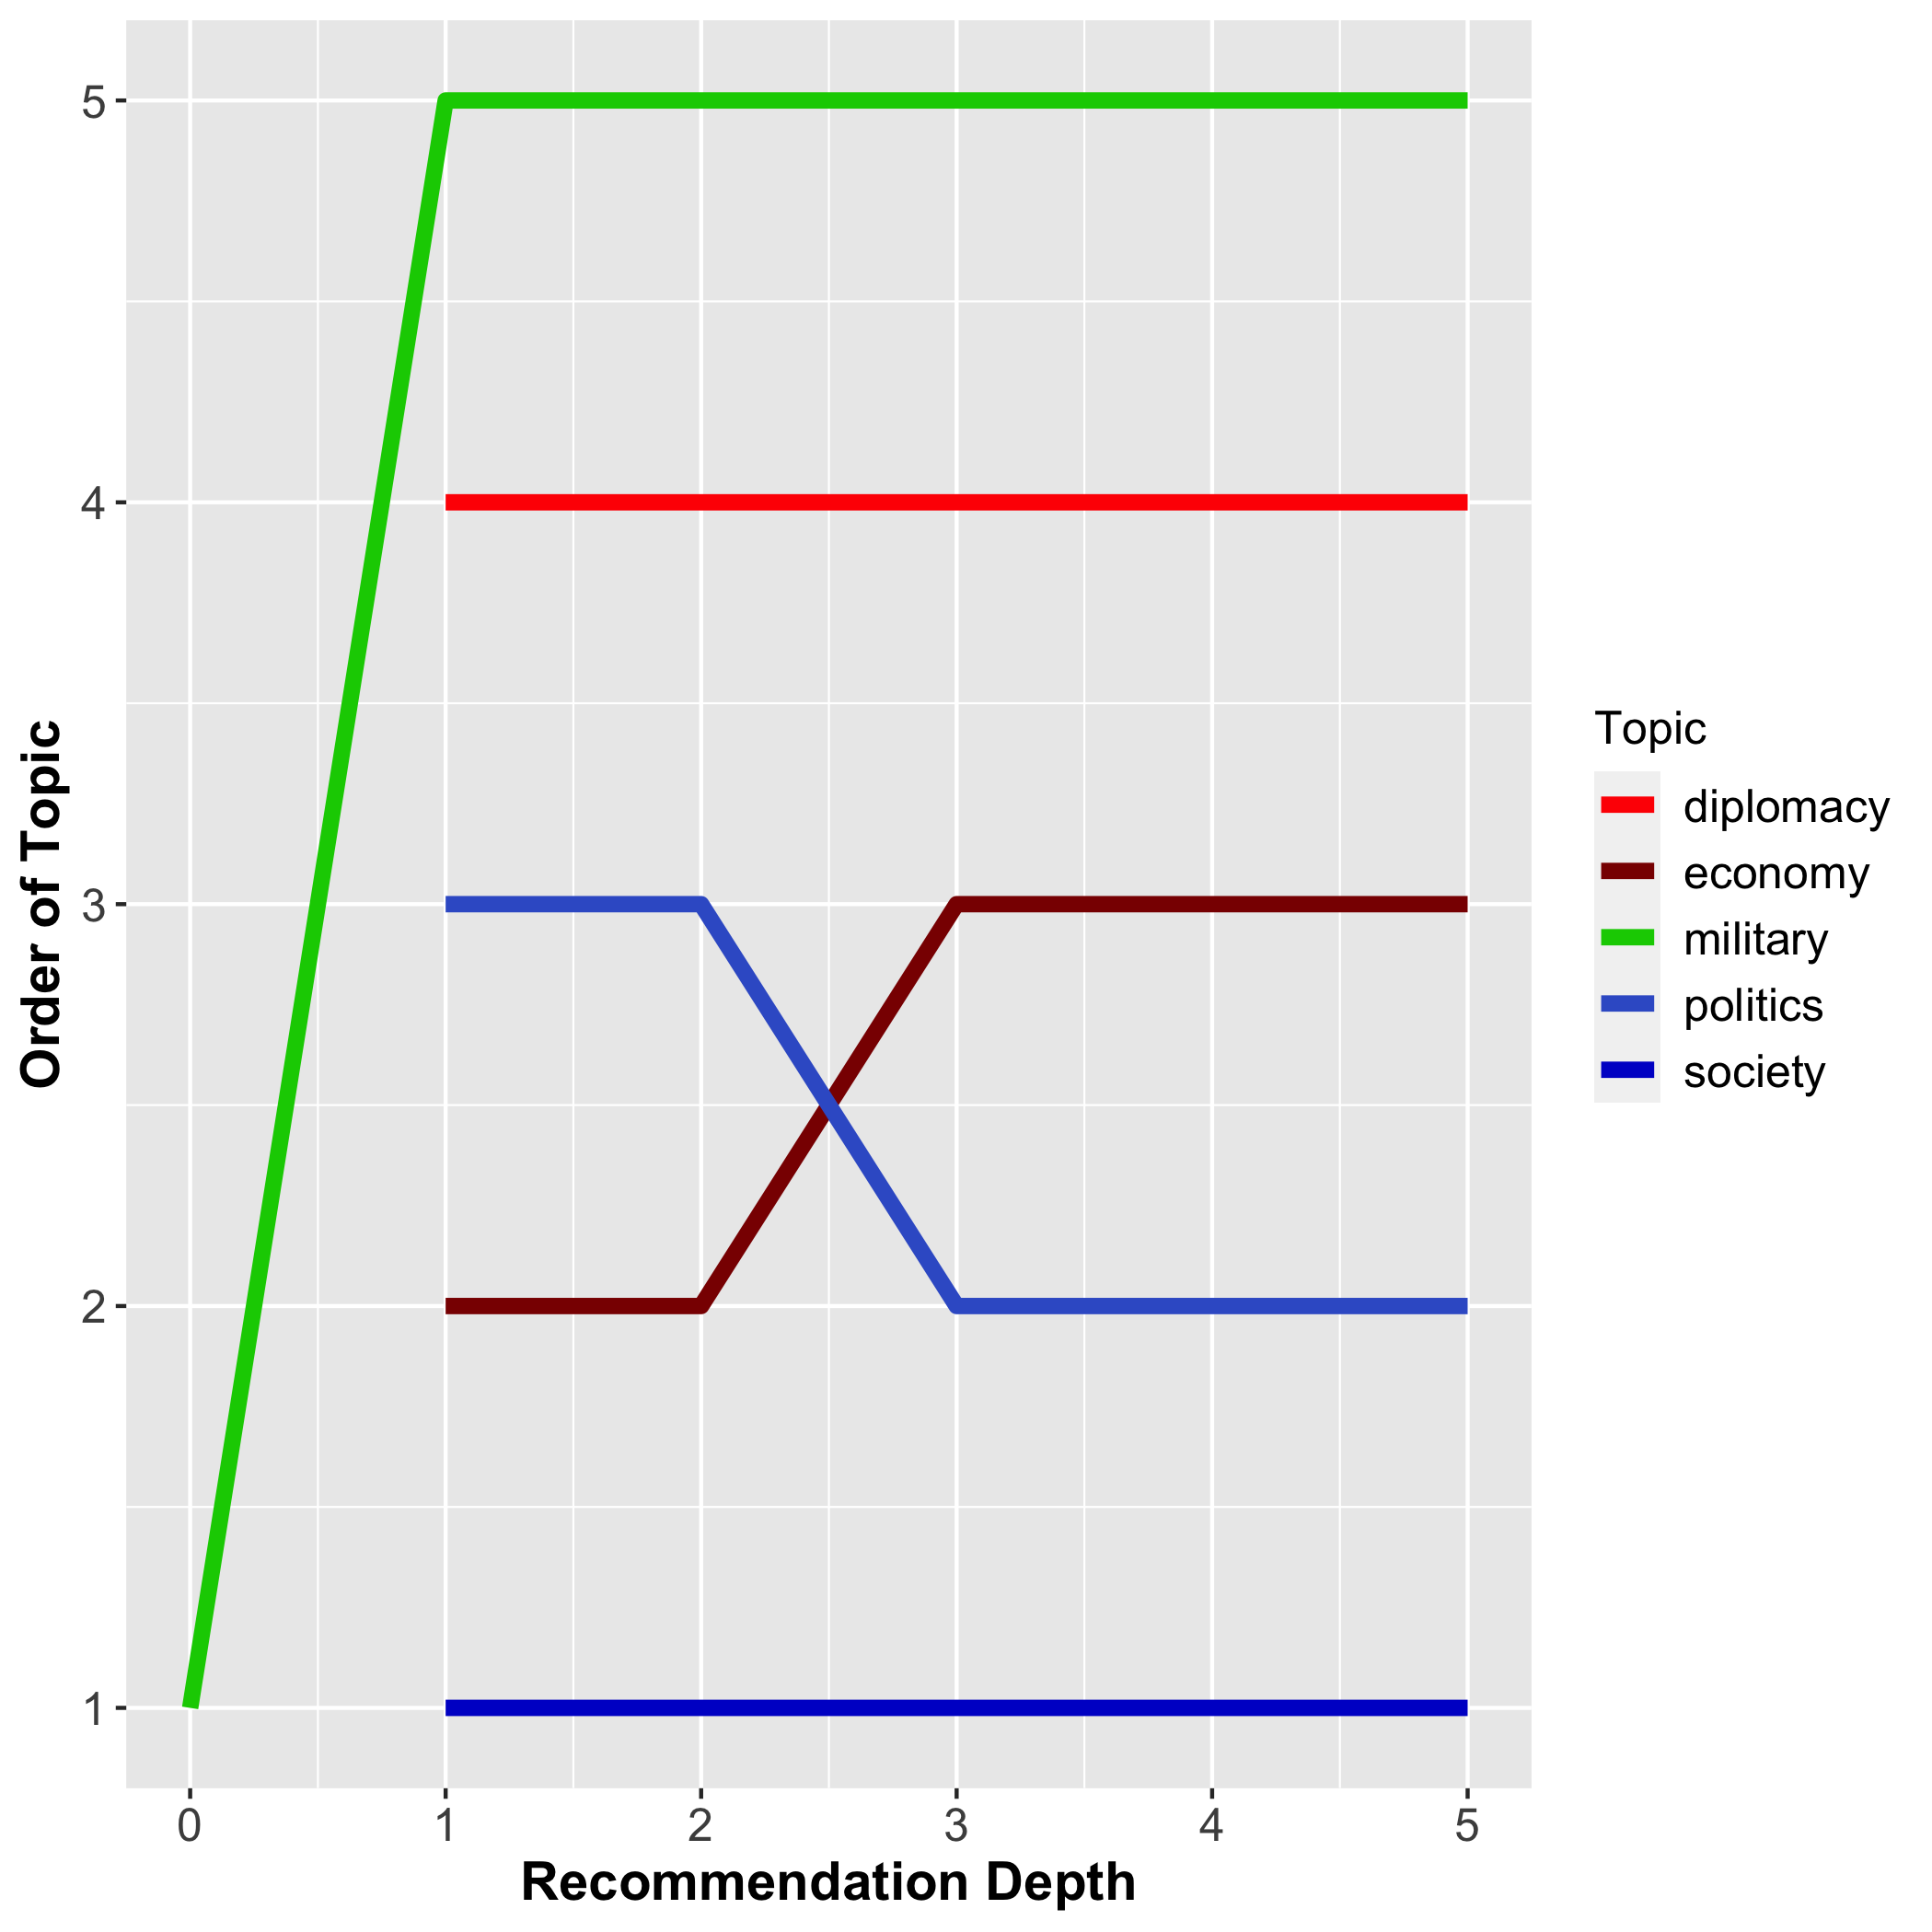 5
4
3
2
1
Order of Topic
0 1 2 3 4 5
Recommendation Depth
Topic
diplomacy
economy
military
politics
society